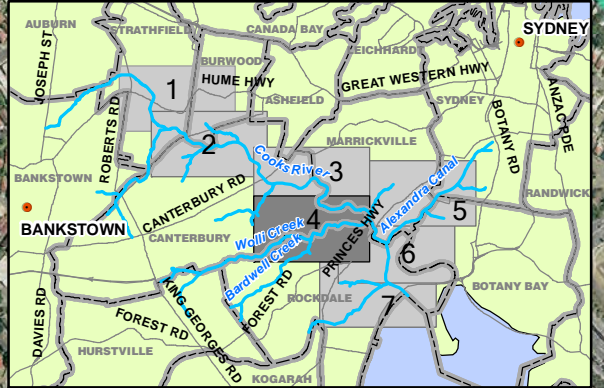 AUBURN
STRATHFIELD
CANADA BAY
SYDNEY
JOSEPH ST
BURWOOD
EICHHARDT
1
HUME HWY
GREAT WESTERN HWY
ANZAC PDE
ROBERTS RD
ASHFIELD
SYDNEY
BOTANY RD
2
MARRICKVILLE
Cooks River
3
BANKSTOWN
CANTERBURY RD
Alexandra Canal
RANDWICK
BANKSTOWN
CANTERBURY
Wolli Creek
4
5
Bardwell Creek
PRINCES HWY
6
KING GEORGES RD
FOREST RD
ROCKDALE
BOTANY BAY
DAVIES RD
FOREST RD
7
HURSTVILLE
KOGARAH